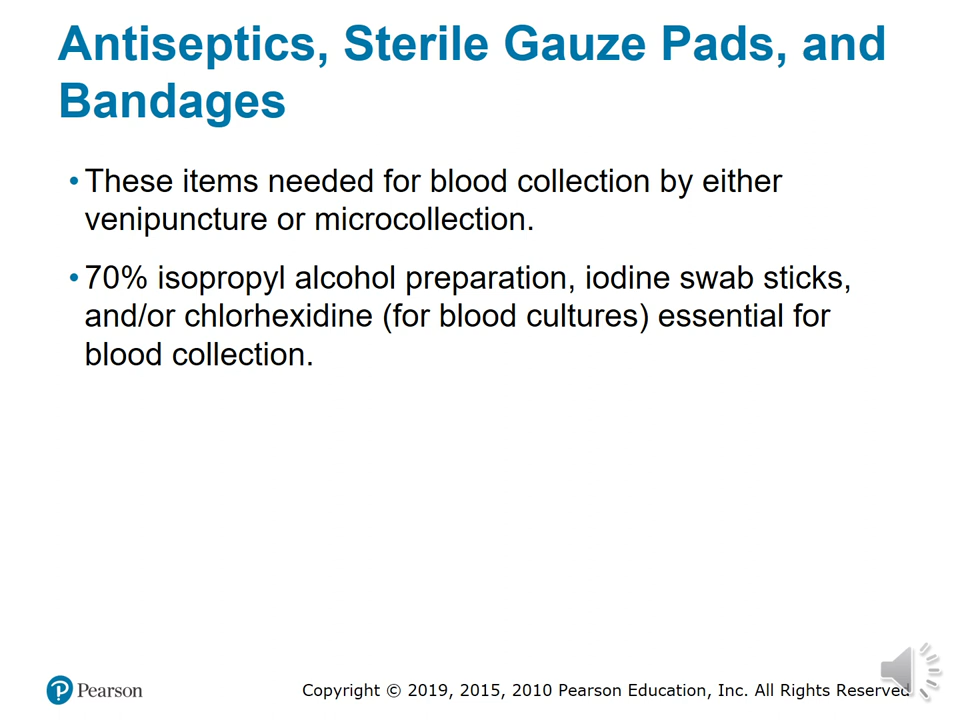 Antiseptics, Sterile Gauze Pads, and
Bandages
• These items needed for blood collection by either
venipuncture or microcollection.
• 70% isopropyl alcohol preparation, iodine swab sticks,
and/or chlorhexidine (for blood cultures) essential for
blood collection.
Pearson
Copyright © 2019, 2015, 2010 Pearson Education, Inc. All Rights Reserved